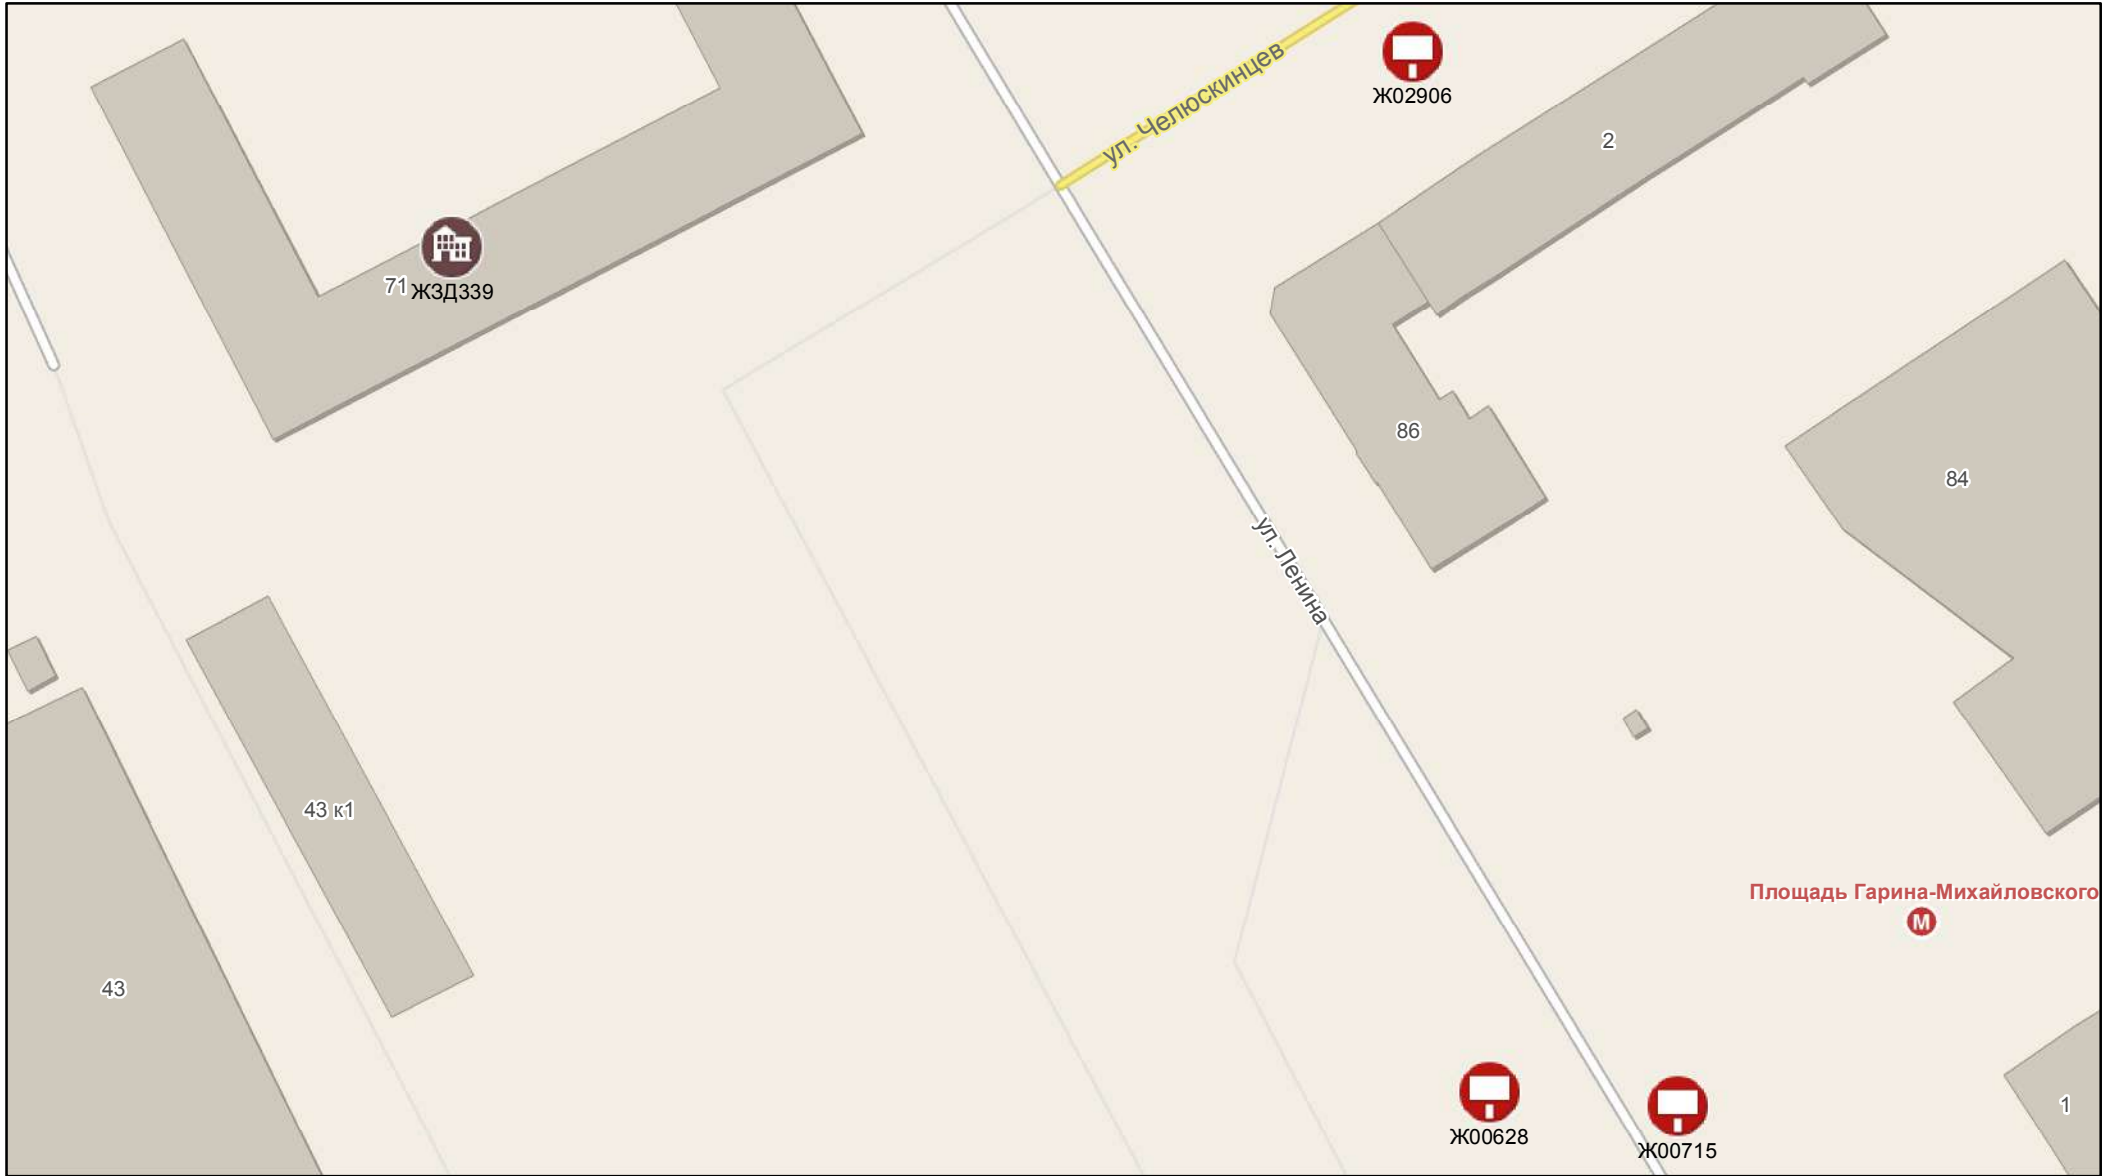 ул. Челюскинцев
Ж02906
2
71
ЖЗД339
86
84
ул. Ленина
43 к1
Площадь Гарина-Михайловского
М
43
Ж00628
Ж00715
1